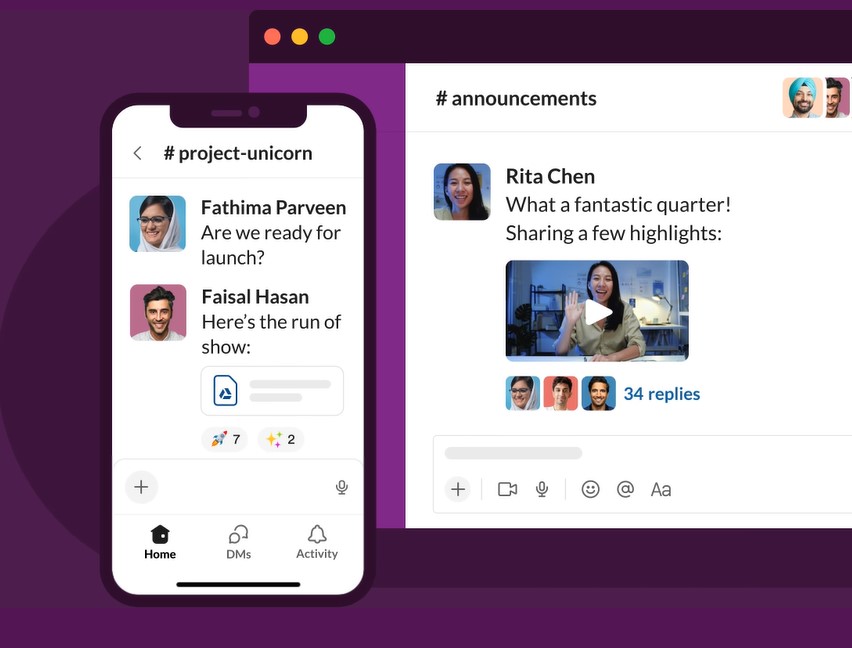 # project-unicorn
Fathima Parveen
Are we ready for
launch?
Faisal Hasan
Here’s the run of
show:
7
2
Home
DMs
Activity
# announcements
Rita Chen
What a fantastic quarter!
Sharing a few highlights:
34 replies
@
Aa